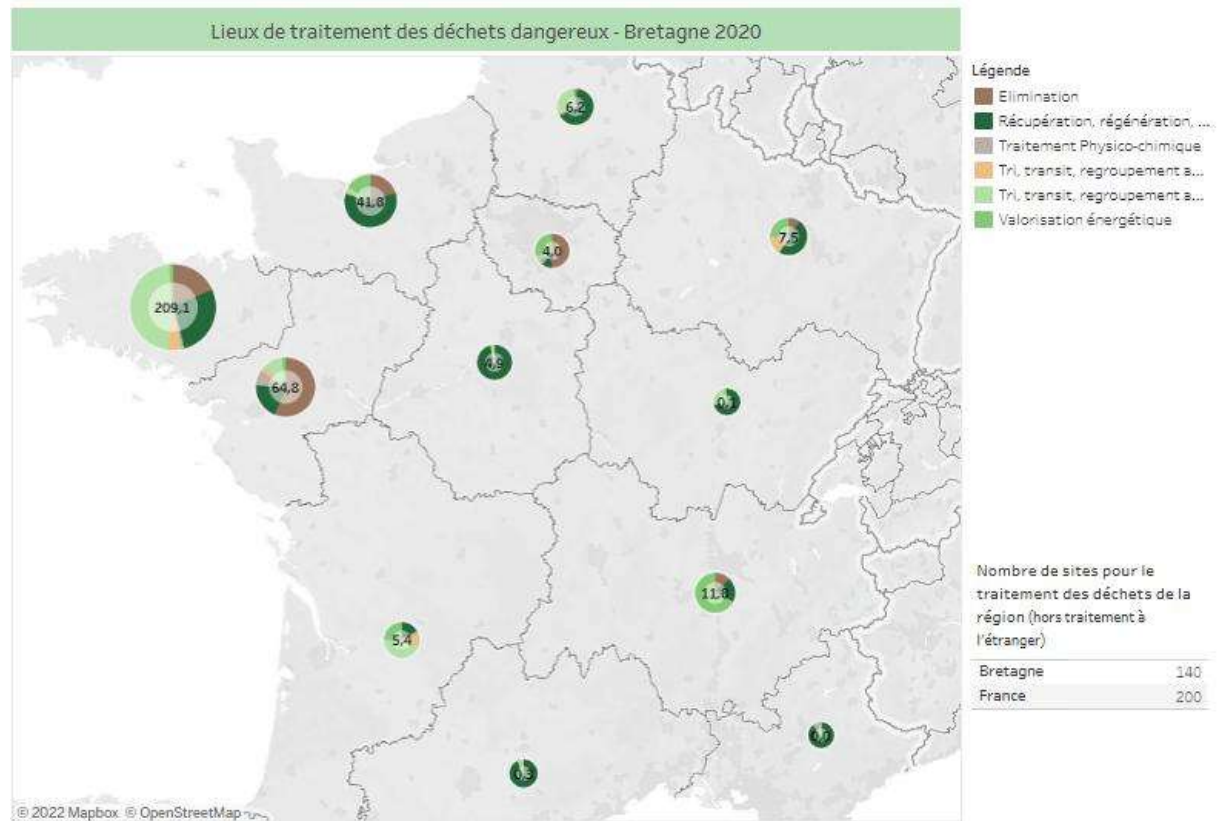 Lieux de traitement des déchets dangereux - Bretagne 2020
Légende
Elimination
Récupération, régénération, ...
Traitement Physico-chimique
Tri, transit, regroupement a...
Tri, transit, regroupement a...
Valorisation énergétique
6,2
41,8
4,0
7,5
209,1
64,8
0,1
11,8
5,4
0,3
0,0
Nombre de sites pour le
traitement des déchets de la
région (hors traitement à
l'étranger)
Bretagne 140
France 200
© 2022 Mapbox © OpenStreetMap